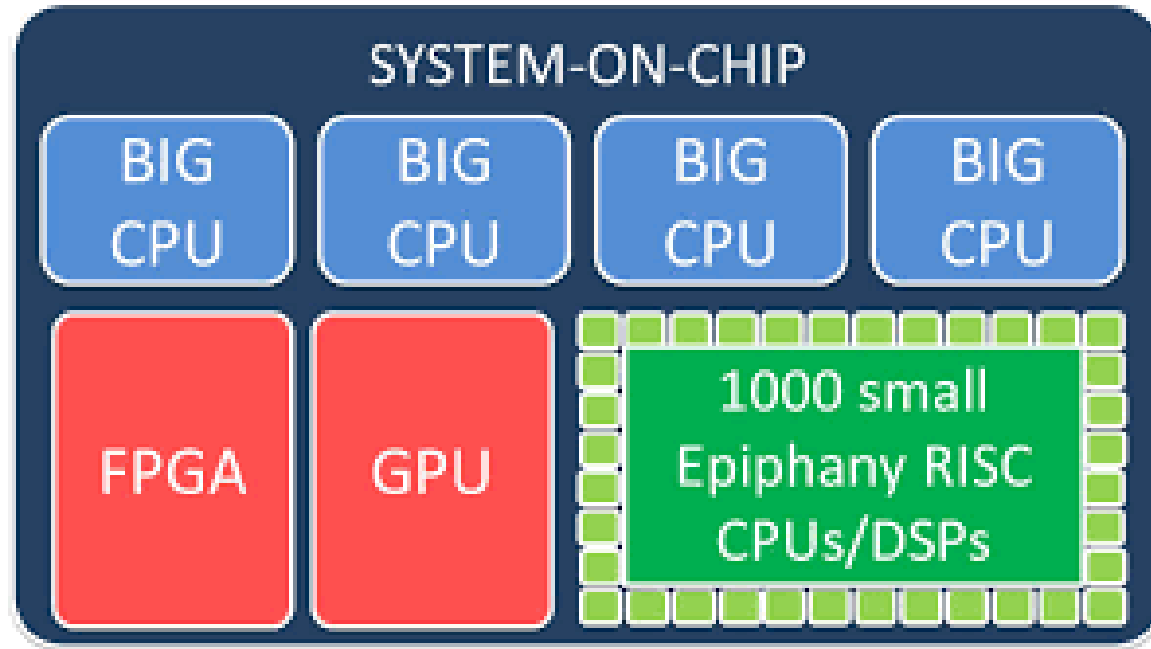 SYSTEM-ON-CHIP
BIG
CPU
BIG
CPU
BIG
CPU
BIG
CPU
FPGA
GPU
1000 small
Epiphany RISC
CPUs/DSPs